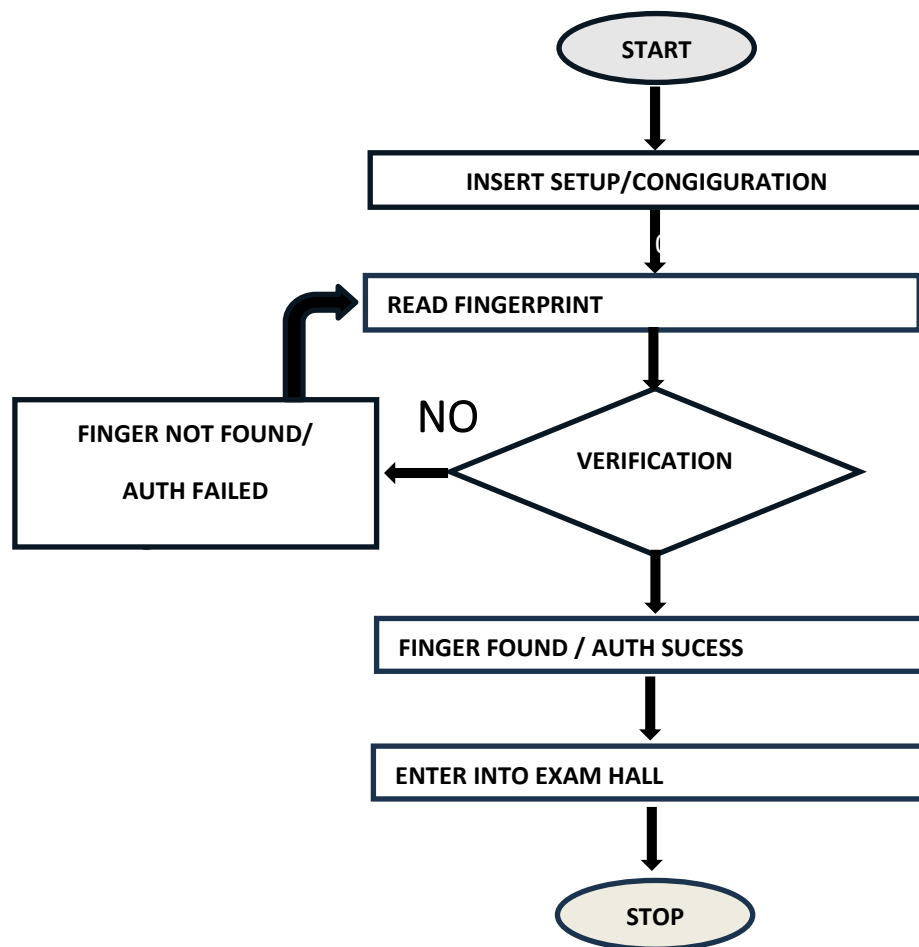 START
INSERT SETUP/CONGIGURATION
READ FINGERPRINT
NO
FINGER NOT FOUND/
AUTH FAILED
VERIFICATION
FINGER FOUND / AUTH SUCESS
ENTER INTO EXAM HALL
STOP